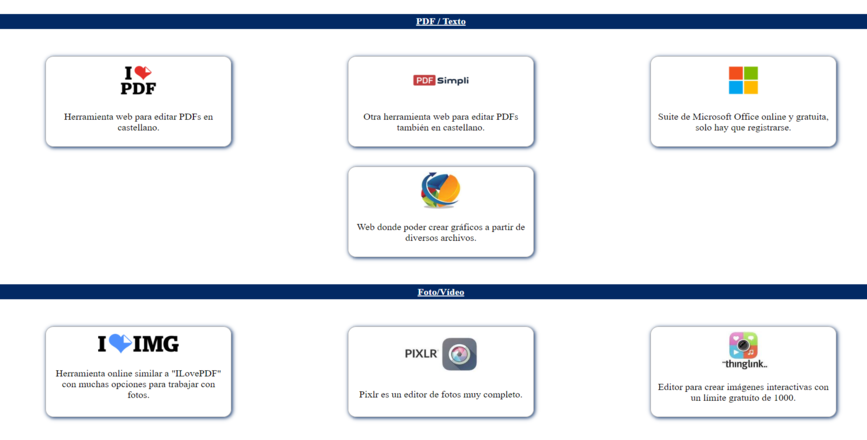 PDF / Texto
I
PDF
Herramienta web para editar PDFs en
castellano.
PDF Simpli
Otra herramienta web para editar PDFs
también en castellano.
Suite de Microsoft Office online y gratuita,
solo hay que registrarse.
Web donde poder crear gráficos a partir de
diversos archivos.
Foto/Vídeo
I IMG
Herramienta online similar a "ILovePDF"
con muchas opciones para trabajar con
fotos.
PIXLR
Pixlr es un editor de fotos muy completo.
thinglink..
Editor para crear imágenes interactivas con
un límite gratuito de 1000.